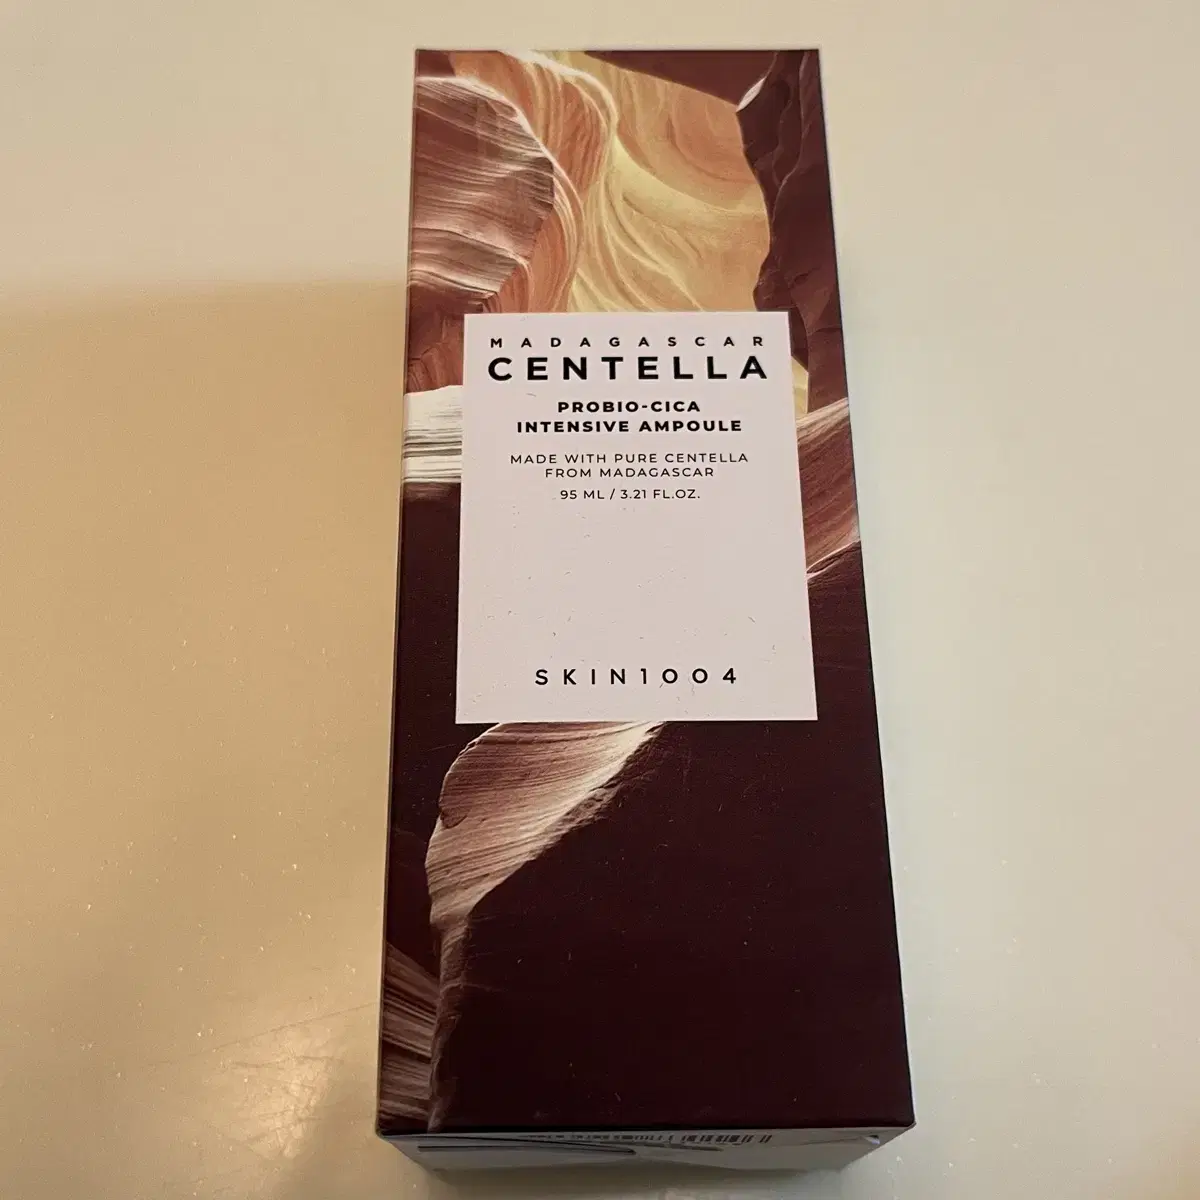 MADAGASCAR
CENTELLA
PROBIO-CICA
INTENSIVE AMPOULE
MADE WITH PURE CENTELLA
FROM MADAGASCAR
95 ML / 3.21 FL.OZ.
SKIN1004